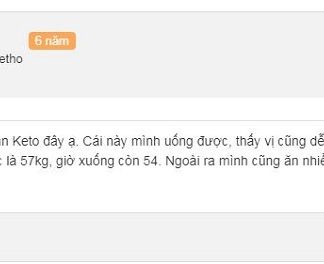 6 năm
etho
n Keto đây ạ. Cái này mình uống được, thấy vị cũng dễ
là 57kg, giờ xuống còn 54. Ngoài ra mình cũng ăn nhiề